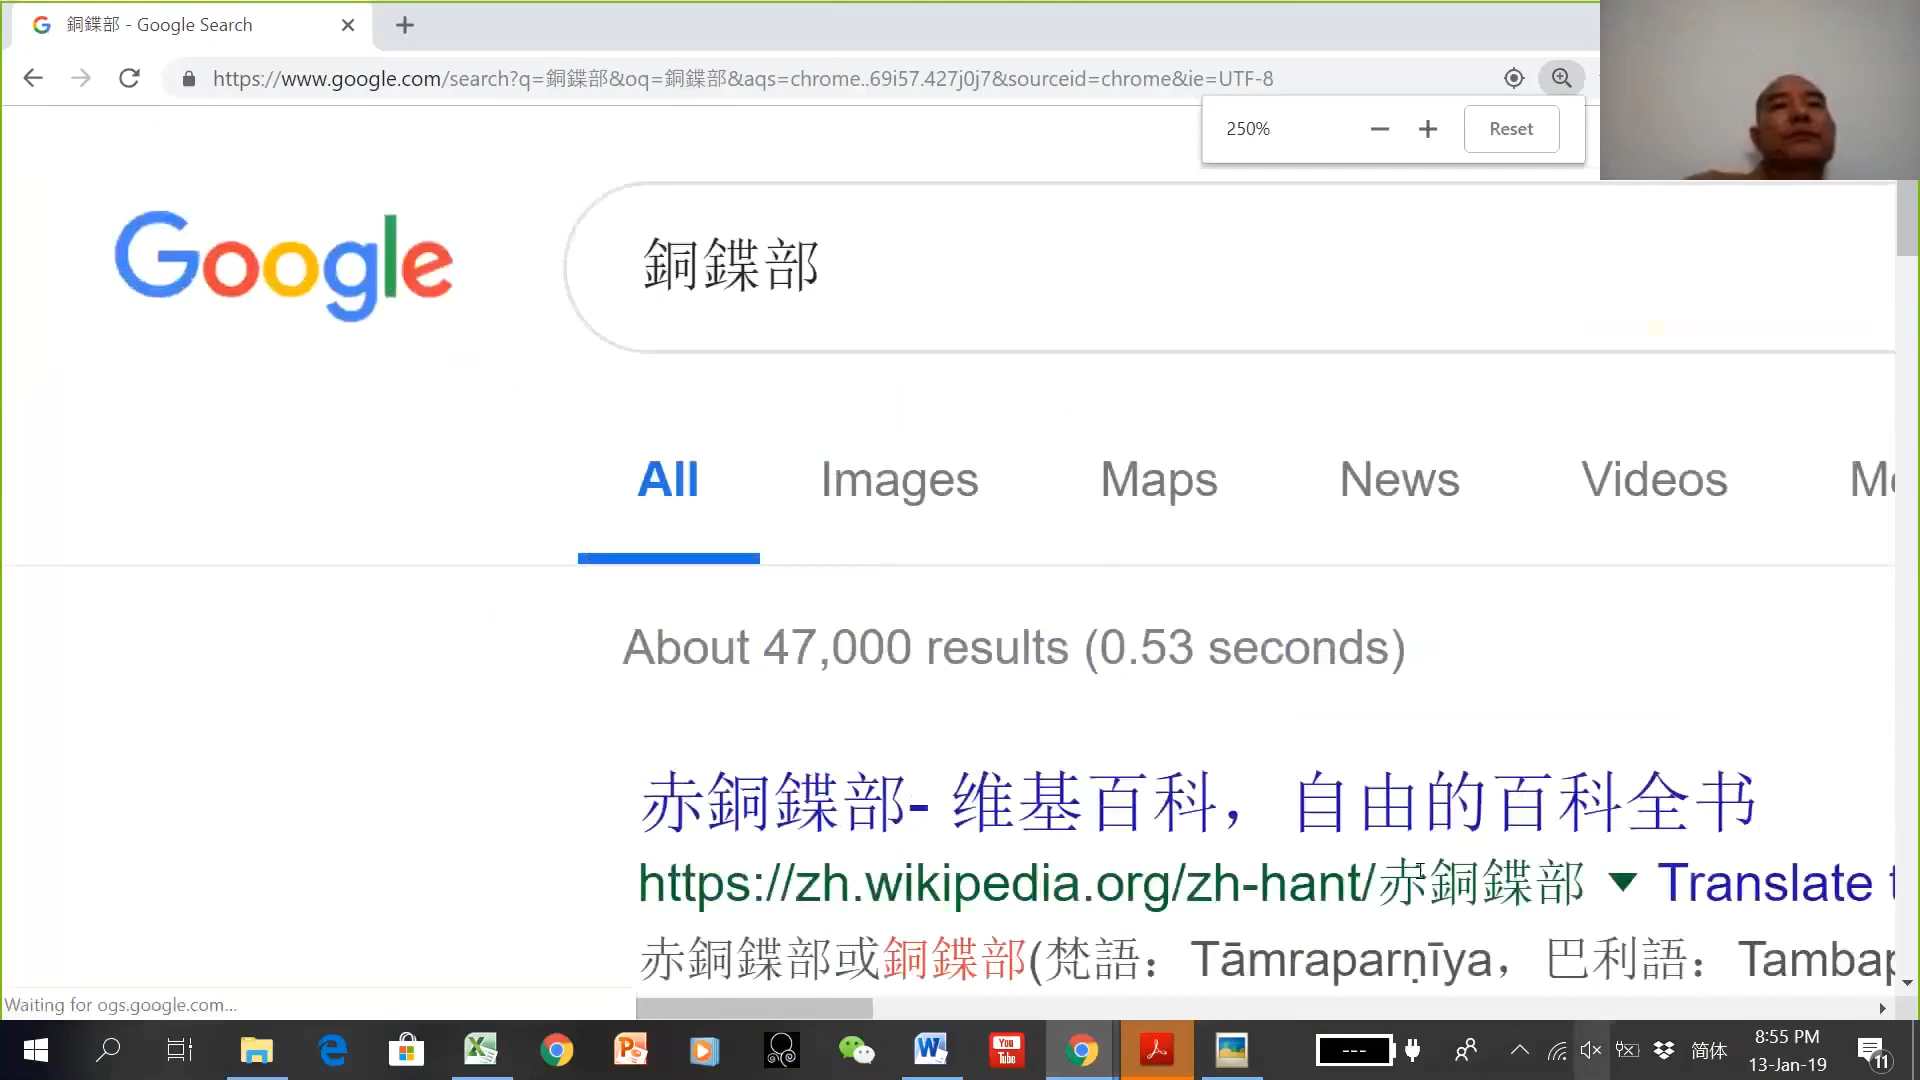 銅鍱部 - Google Search
https://www.google.com/search?q=銅鍱部&oq=銅鍱部&aqs=chrome..69i57.427j0j7&sourceid=chrome&ie=UTF-8
250%
Reset
Google
銅鍱部
All Images Maps News Videos
About 47,000 results (0.53 seconds)
赤銅鍱部- 维基百科，自由的百科全书
https://zh.wikipedia.org/zh-hant/赤銅鍱部 Translate
赤銅鍱部或銅鍱部(梵語：Tāmraparṇīya，巴利語：Tambap
Waiting for ogs.google.com...
You
Tube
简体
8:55 PM
13-Jan-19
11